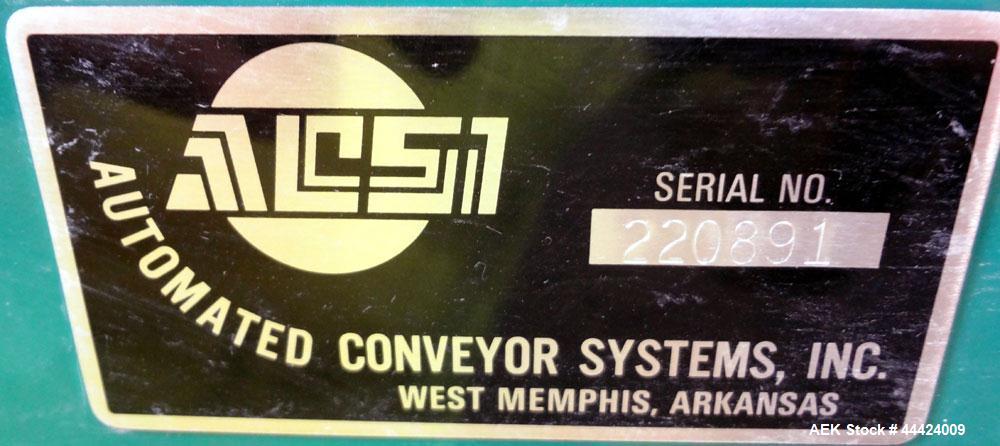 ACSI
SERIAL NO.
220891
AUTOMATED CONVEYOR SYSTEMS, INC.
WEST MEMPHIS, ARKANSAS
AEK Stock # 44424009